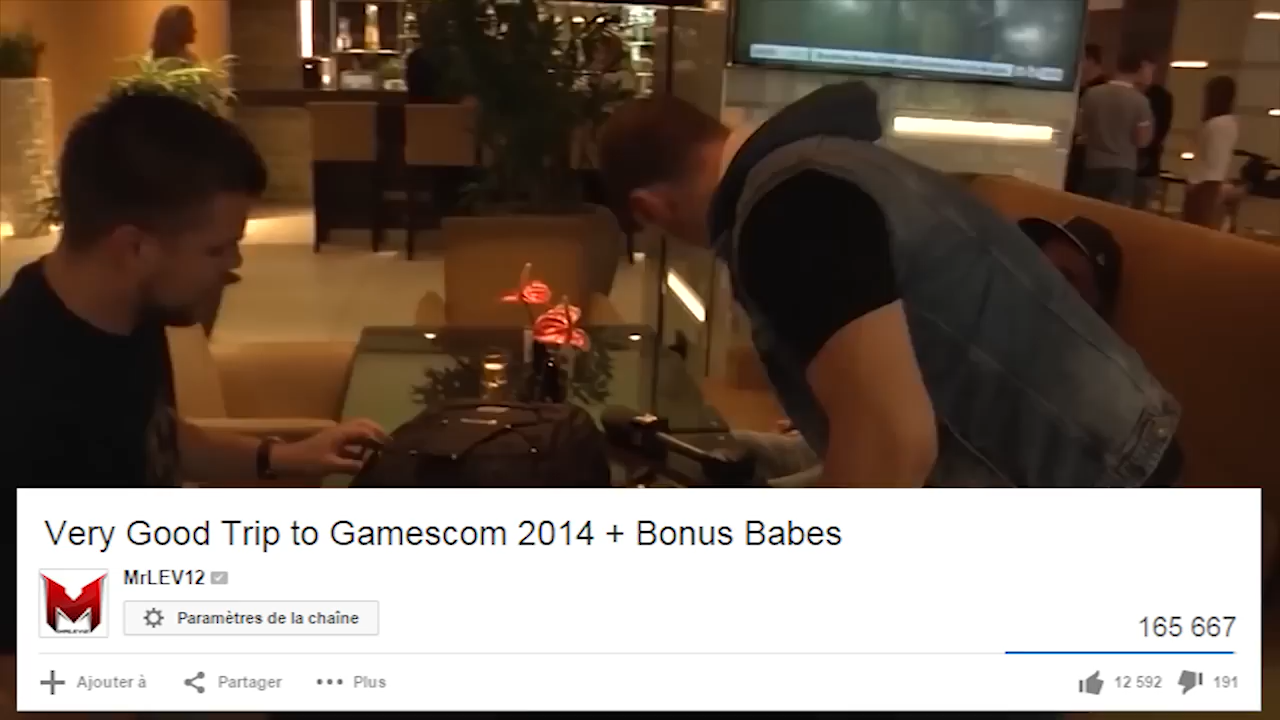 Very Good Trip to Gamescom 2014 + Bonus Babes
MrLEV12
Paramètres de la chaîne
165 667
Ajouter à Partager Plus 12 592 191